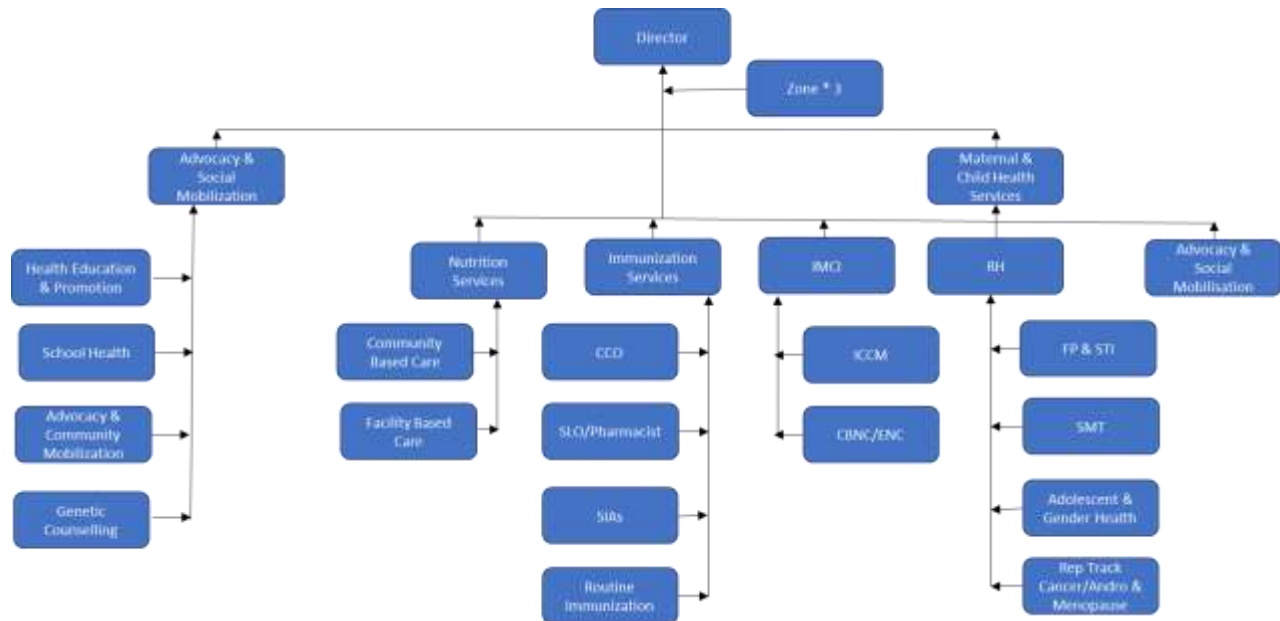 Director
Zone * 3
Advocacy &
Social
Mobilization
Maternal &
Child Health
Services
Nutrition
Services
Immunization
Services
IMCI
RH
Advocacy &
Social
Mobilisation
Health Education
& Promotion
School Health
Advocacy &
Community
Mobilization
Genetic
Counselling
Community
Based Care
Facility Based
Care
CCO
SLO/Pharmacist
SIAs
Routine
Immunization
ICCM
CBNC/ENC
FP & STI
SMT
Adolescent &
Gender Health
Rep Track
Cancer/Andro &
Menopause